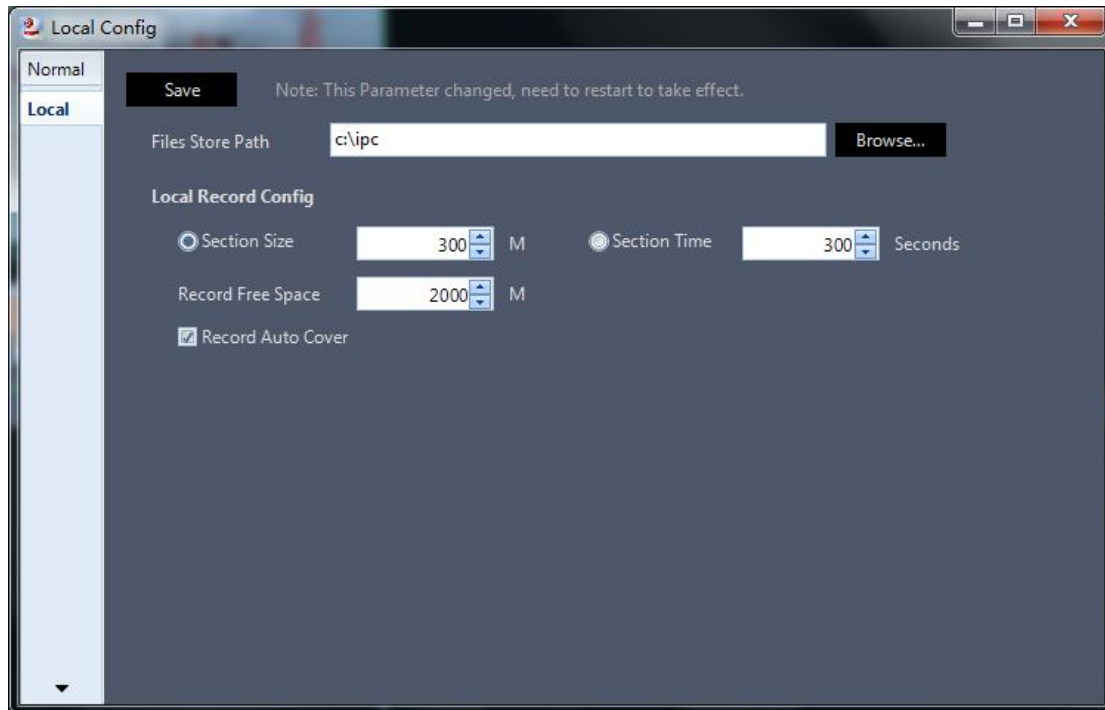 Local Config
Normal
Local
Save Note: This Parameter changed, need to restart to take effect.
Files Store Path c:\ipc Browse...
Local Record Config
Section Size 300 M Section Time 300 Seconds
Record Free Space 2000 M
Record Auto Cover